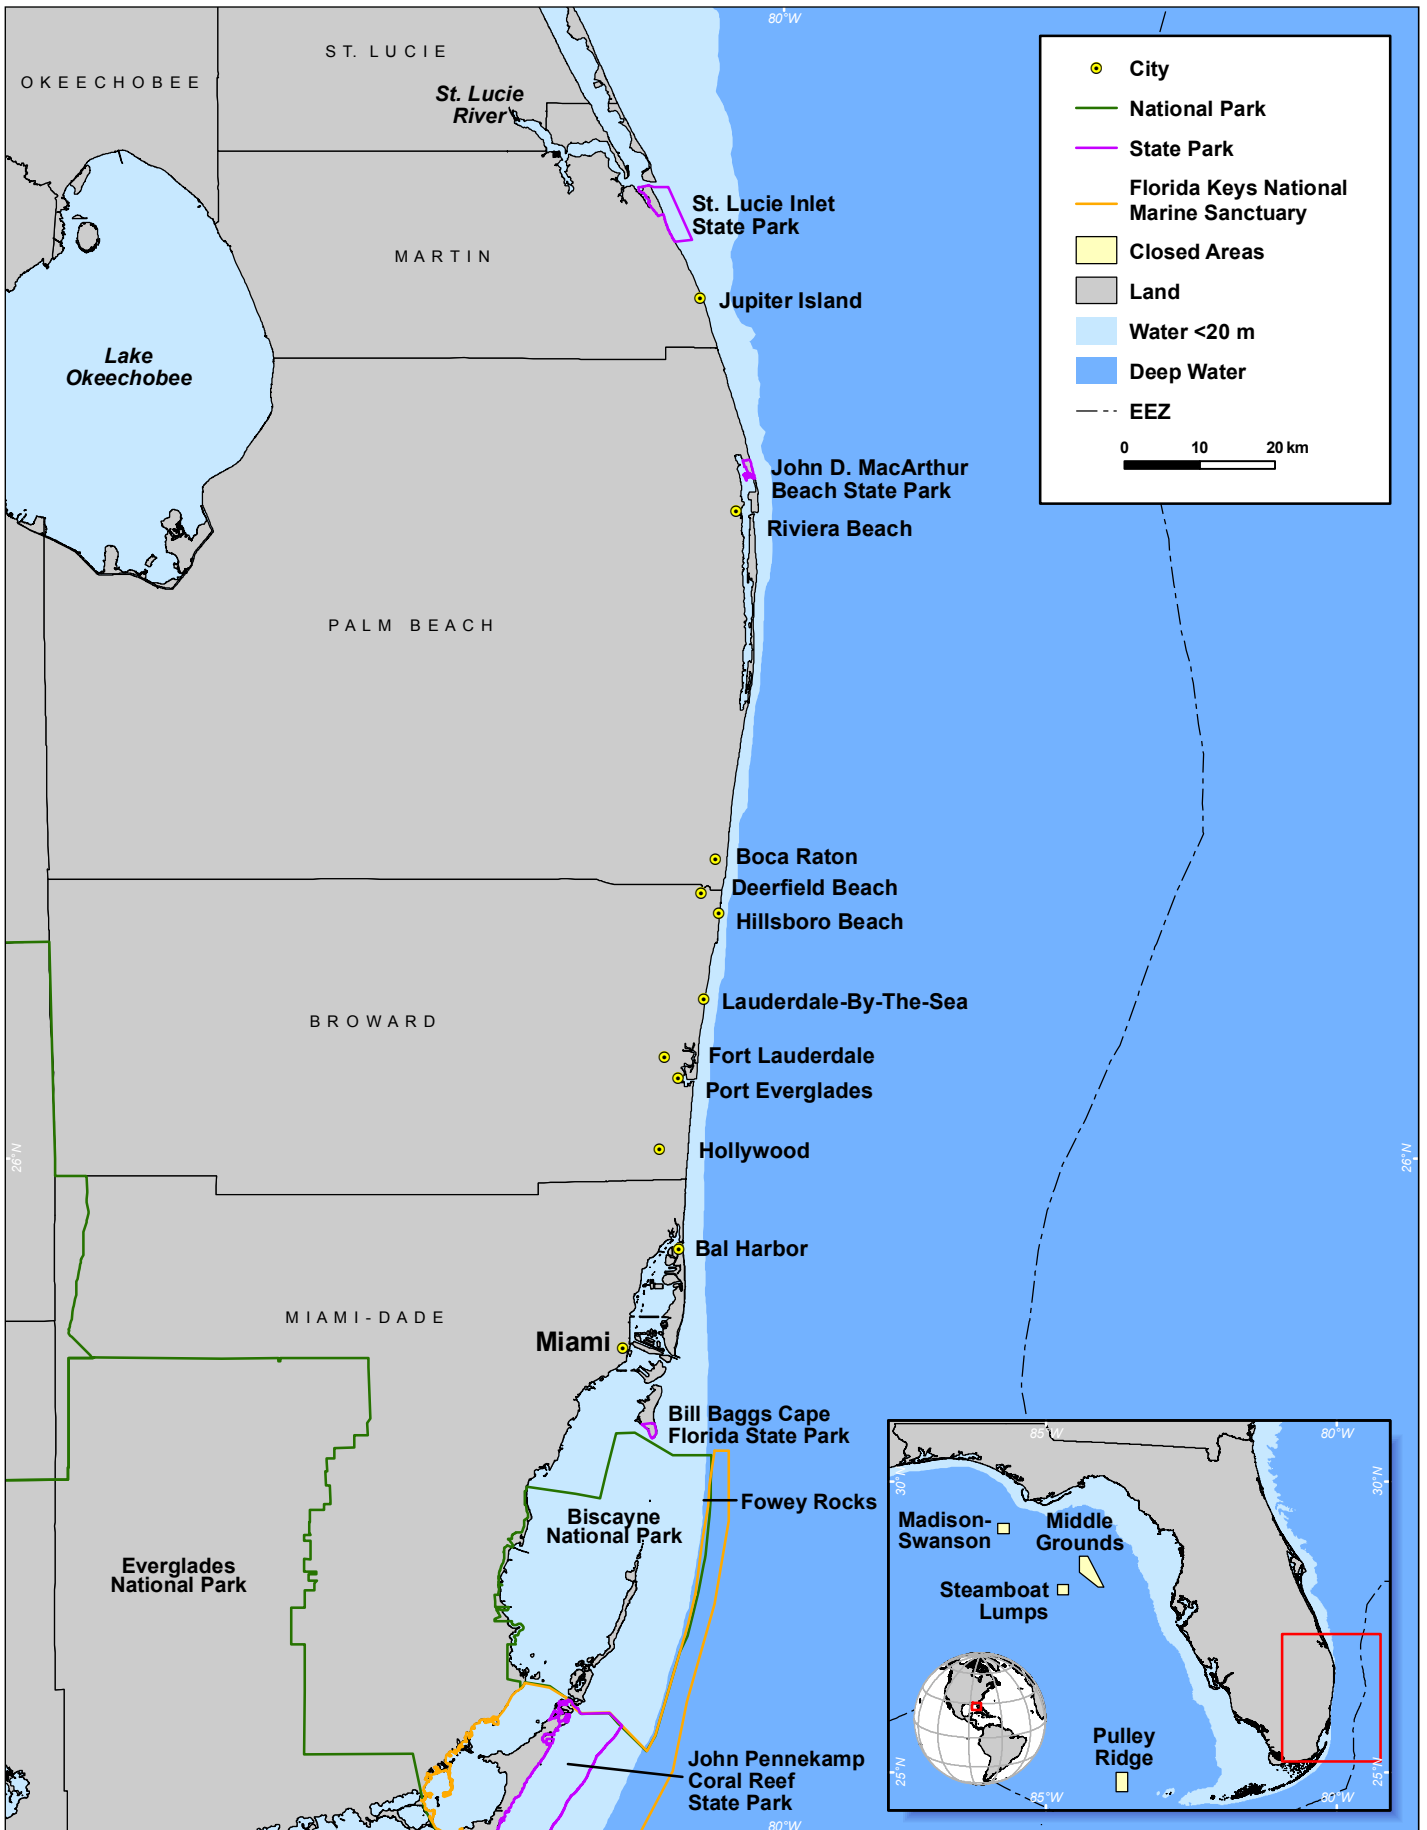 80°W
ST. LUCIE
OKEECHOBEE
St. Lucie
River
City
National Park
State Park
Florida Keys National
Marine Sanctuary
Closed Areas
Land
Water <20 m
Deep Water
EEZ
0 10 20 km
St. Lucie Inlet
State Park
MARTIN
Jupiter Island
Lake
Okeechobee
John D. MacArthur
Beach State Park
Riviera Beach
PALM BEACH
Boca Raton
Deerfield Beach
Hillsboro Beach
Lauderdale-By-The-Sea
BROWARD
Fort Lauderdale
Port Everglades
Hollywood
26°N
26°N
Bal Harbor
MIAMI-DADE
Miami
Bill Baggs Cape
Florida State Park
Fowey Rocks
Biscayne
National Park
Everglades
National Park
John Pennekamp
Coral Reef
State Park
80°W
85°W
80°W
30°N
30°N
Madison-
Swanson
Middle
Grounds
Steamboat
Lumps
Pulley
Ridge
25°N
25°N
85°W
80°W